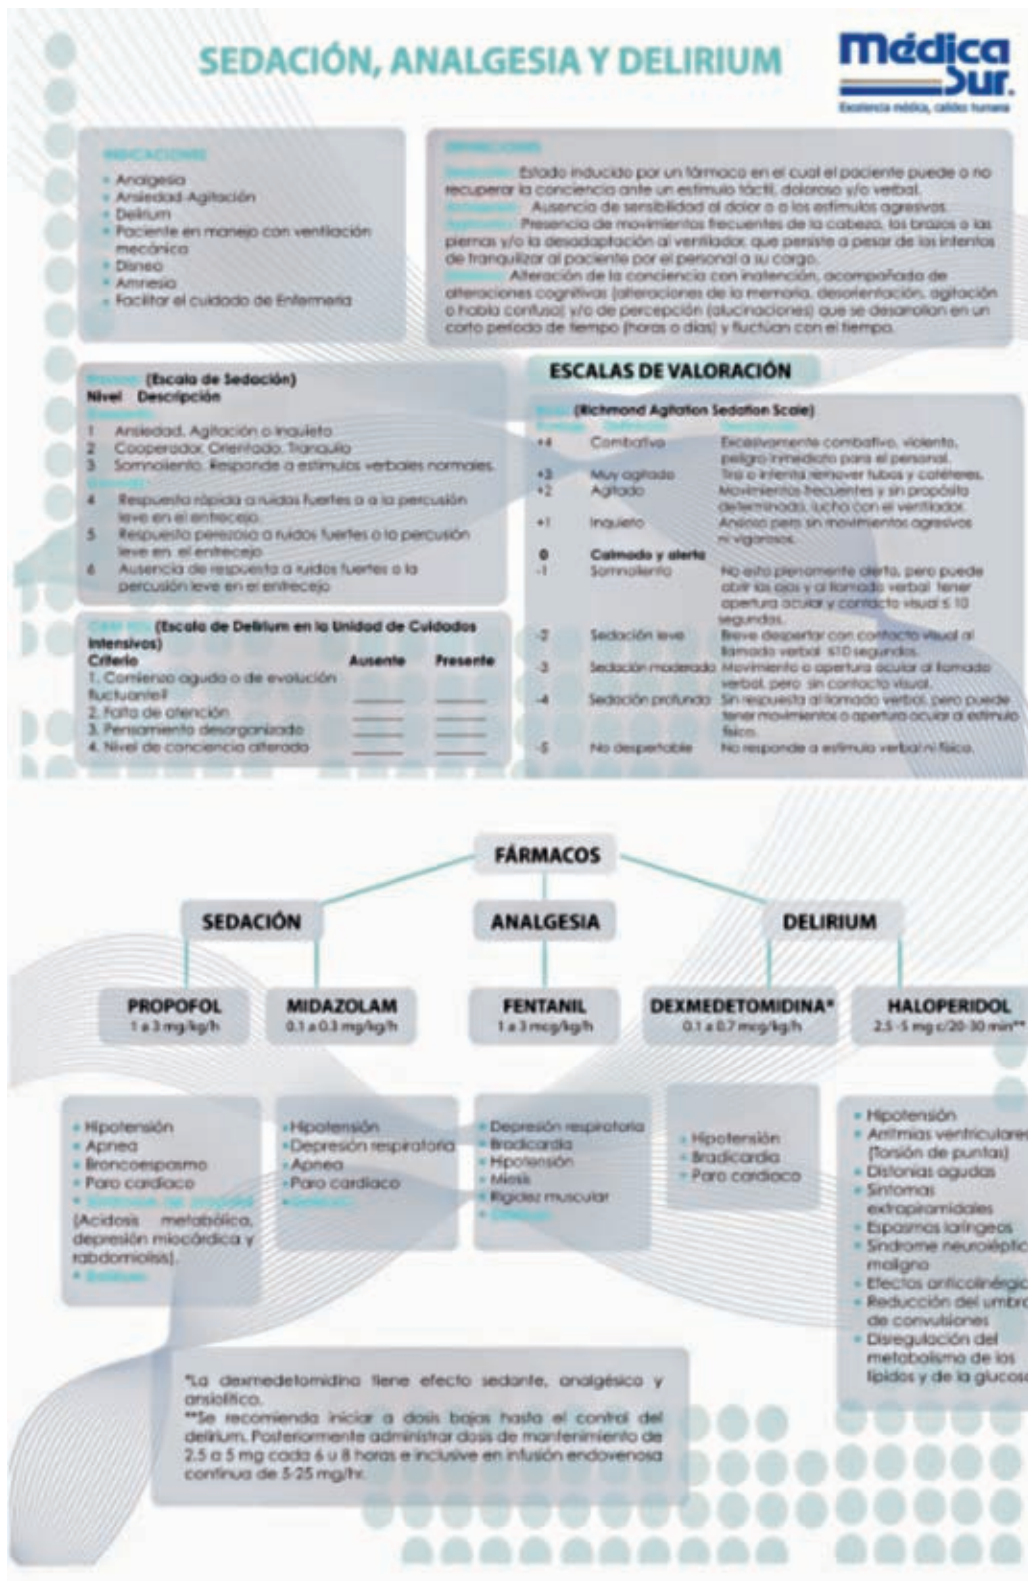 SEDACIÓN, ANALGESIA Y DELIRIUM
Médica
Sur.
Excelencia médica, calidez humana
INDICACIONES
Analgesia
Ansiedad-Agitación
Delirium
Paciente en manejo con ventilación
mecánica
Disnea
Amnesia
Facilitar el cuidado de Enfermería
DEFINICIONES
Estado inducido por un fármaco en el cual el paciente puede o no
recuperar la conciencia ante un estímulo táctil, doloroso y/o verbal.
Ausencia de sensibilidad al dolor o a los estímulos agresivos.
Presencia de movimientos frecuentes de la cabeza, los brazos o las
piernas y/o la desadaptación al ventilador, que persiste a pesar de los intentos
de tranquilizar al paciente por el personal a su cargo.
Alteración de la conciencia con inatención, acompañada de
alteraciones cognitivas (alteraciones de la memoria, desorientación, agitación
o habla confusa) y/o de percepción (alucinaciones) que se desarrollan en un
corto período de tiempo (horas o días) y fluctúan con el tiempo.
(Escala de Sedación)
Nivel Descripción
1 Ansiedad, Agitación o Inquieto
2 Cooperador, Orientado, Tranquilo
3 Somnoliento. Responde a estímulos verbales normales.
4 Respuesta rápida a ruidos fuertes o a la percusión
leve en el entrecejo.
5 Respuesta perezosa a ruidos fuertes o la percusión
leve en el entrecejo
6 Ausencia de respuesta a ruidos fuertes o la
percusión leve en el entrecejo
(Escala de Delirium en la Unidad de Cuidados
Intensivos)
Criterio Ausente Presente
1. Comienzo agudo o de evolución
fluctuante
2. Falta de atención
3. Pensamiento desorganizado
4. Nivel de conciencia alterado
ESCALAS DE VALORACIÓN
(Richmond Agitation Sedation Scale)
+4 Combativo Excesivamente combativo, violento,
peligro inmediato para el personal.
+3 Muy agitado Tira o intenta remover tubos y catéteres.
+2 Agitado Movimientos frecuentes y sin propósito
determinado, lucha con el ventilador.
+1 Inquieto Ansioso pero sin movimientos agresivos
ni vigorosos.
0 Calmado y alerta
-1 Somnoliento No esta plenamente alerta, pero puede
abrir los ojos y al llamado verbal tener
apertura ocular y contacto visual ≤ 10
segundos.
-2 Sedación leve Breve despertar con contacto visual al
llamado verbal ≤10 segundos.
-3 Sedación moderada Movimiento o apertura ocular al llamado
verbal, pero sin contacto visual.
-4 Sedación profunda Sin respuesta al llamado verbal, pero puede
tener movimientos o apertura ocular al estímulo
físico.
-5 No despertable No responde a estímulo verbal ni físico.
FÁRMACOS
SEDACIÓN ANALGESIA DELIRIUM
PROPOFOL MIDAZOLAM FENTANIL DEXMEDETOMIDINA* HALOPERIDOL
1 a 3 mg/kg/h 0.1 a 0.3 mg/kg/h 1 a 3 mcg/kg/h 0.1 a 0.7 mcg/kg/h 2.5 -5 mg c/20-30 min**
Hipotensión
Apnea
Broncoespasmo
Paro cardiaco
(Acidosis metabólica,
depresión miocárdica y
rabdomiolisis).
Hipotensión
Depresión respiratoria
Apnea
Paro cardiaco
Depresión respiratoria
Bradicardia
Hipotensión
Miosis
Rigidez muscular
Hipotensión
Bradicardia
Paro cardiaco
Hipotensión
Arritmias ventriculares
(Torsión de puntas)
Distonias agudas
Sintomas
extrapiramidales
Espasmos laríngeos
Síndrome neuroléptic
maligno
Efectos anticolinérgic
Reducción del umbra
de convulsiones
Disregulación del
metabolismo de los
lípidos y de la glucosa
*La dexmedetomidina tiene efecto sedante, analgésico y
ansiolítico.
**Se recomienda iniciar a dosis bajas hasta el control del
delirium. Posteriormente administrar dosis de mantenimiento de
2.5 a 5 mg cada 6 u 8 horas e inclusive en infusión endovenosa
continua de 5-25 mg/hr.